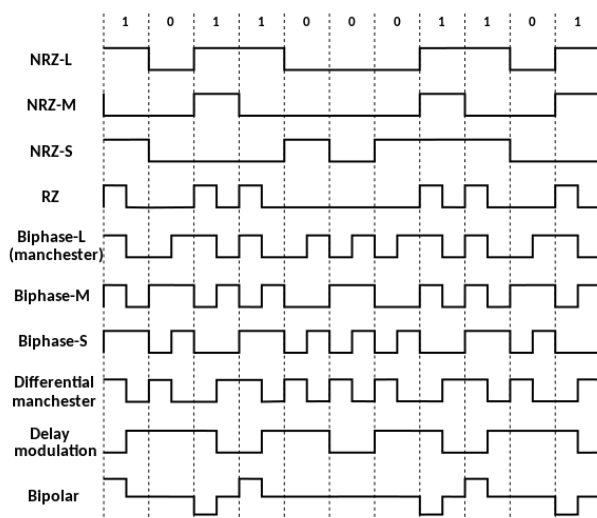 1 0 1 1 0 0 0 1 1 0 1
NRZ-L
NRZ-M
NRZ-S
RZ
Biphase-L
(manchester)
Biphase-M
Biphase-S
Differential
manchester
Delay
modulation
Bipolar